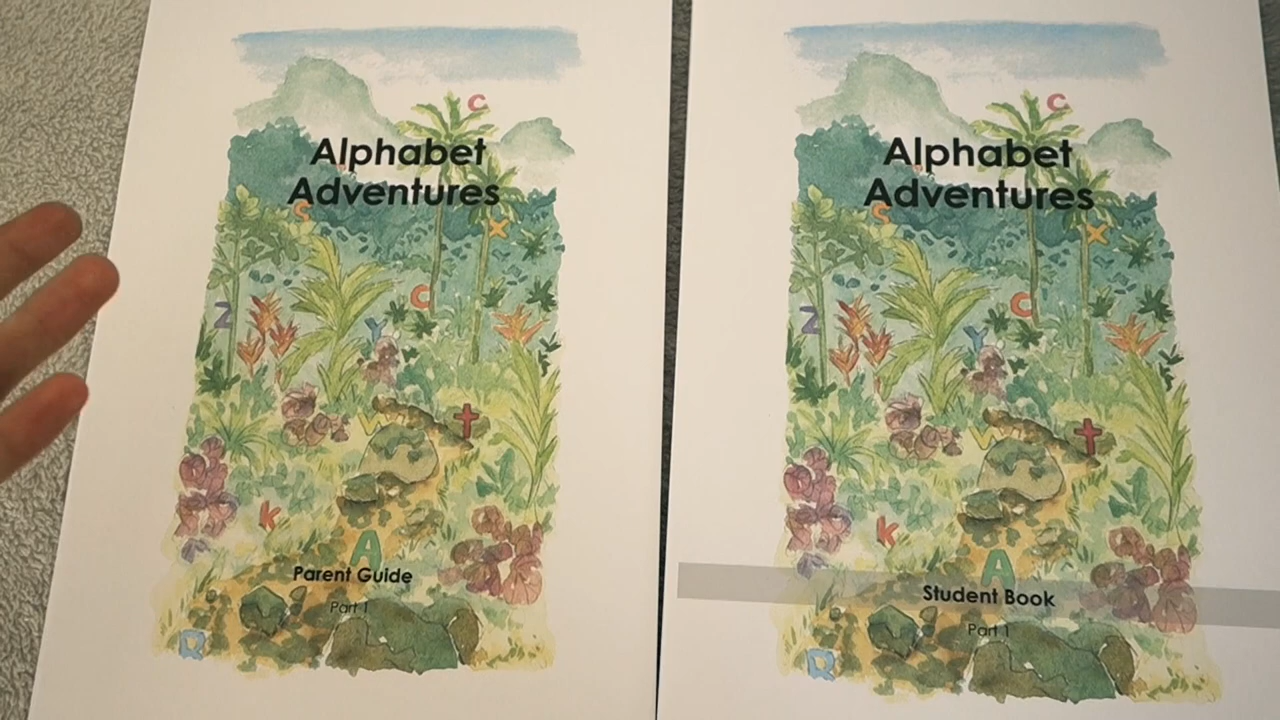 C
Alphabet
Adventures
S
X
C
Z
Y
W
t
k
A
Parent Guide
Part 1
R
C
Alphabet
Adventures
S
X
C
Z
Y
W
t
k
A
Student Book
Part 1
R